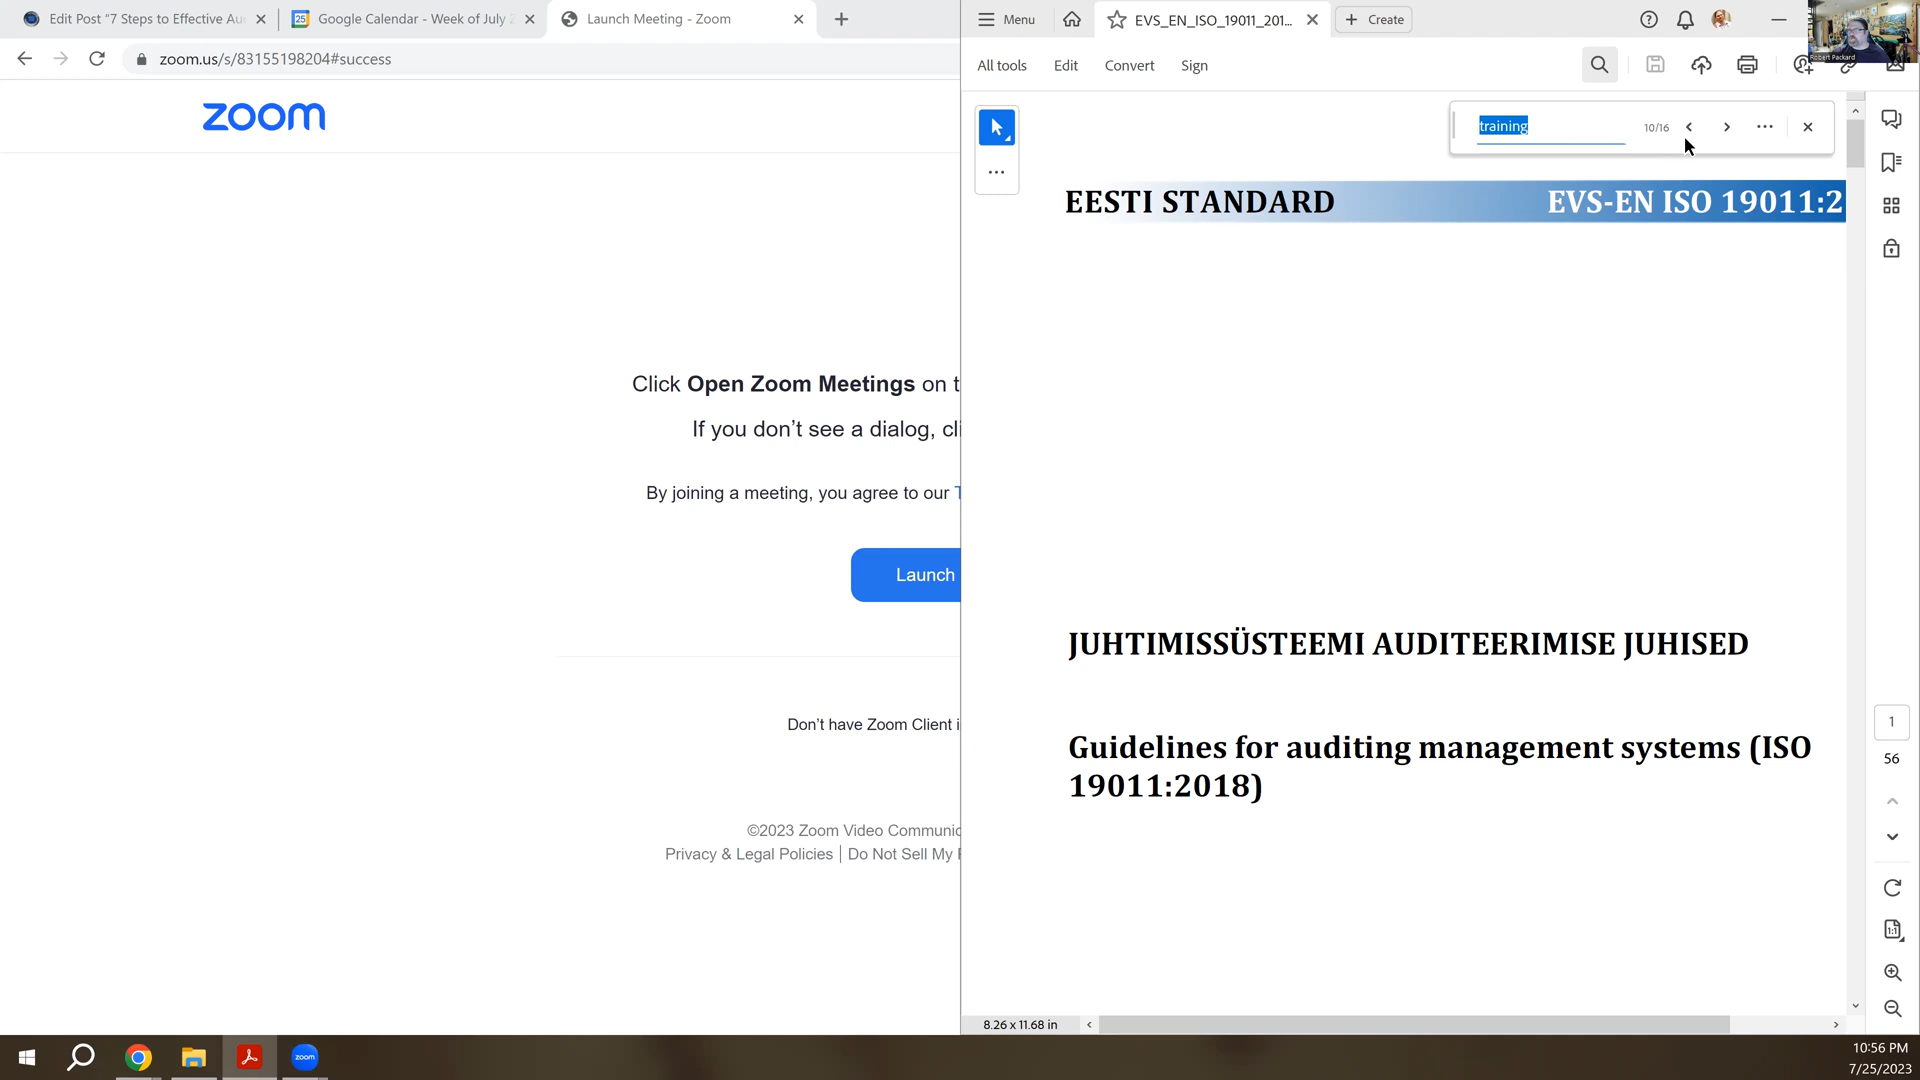 Edit Post "7 Steps to Effective Au
Google Calendar - Week of July 2
Launch Meeting - Zoom
zoom.us/s/83155198204#success
zoom
Click Open Zoom Meetings on t
If you don't see a dialog, cli
By joining a meeting, you agree to our T
Launch
Don't have Zoom Client i
©2023 Zoom Video Communic
Privacy & Legal Policies | Do Not Sell My P
Menu
EVS_EN_ISO_19011_201...
Create
All tools
Edit
Convert
Sign
Robert Packard
training
10/16
EESTI STANDARD
EVS-EN ISO 19011:2
JUHTIMISSÜSTEEMI AUDITEERIMISE JUHISED
Guidelines for auditing management systems (ISO
19011:2018)
1
56
8.26 x 11.68 in
zoom
10:56 PM
7/25/2023